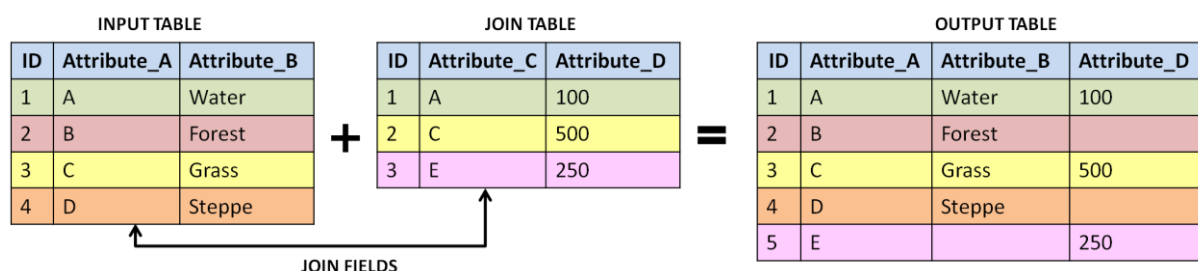 INPUT TABLE
ID Attribute_A Attribute_B
1 A Water
2 B Forest
3 C Grass
4 D Steppe
+
JOIN TABLE
ID Attribute_C Attribute_D
1 A 100
2 C 500
3 E 250
=
OUTPUT TABLE
ID Attribute_A Attribute_B Attribute_D
1 A Water 100
2 B Forest
3 C Grass 500
4 D Steppe
5 E 250
JOIN FIELDS